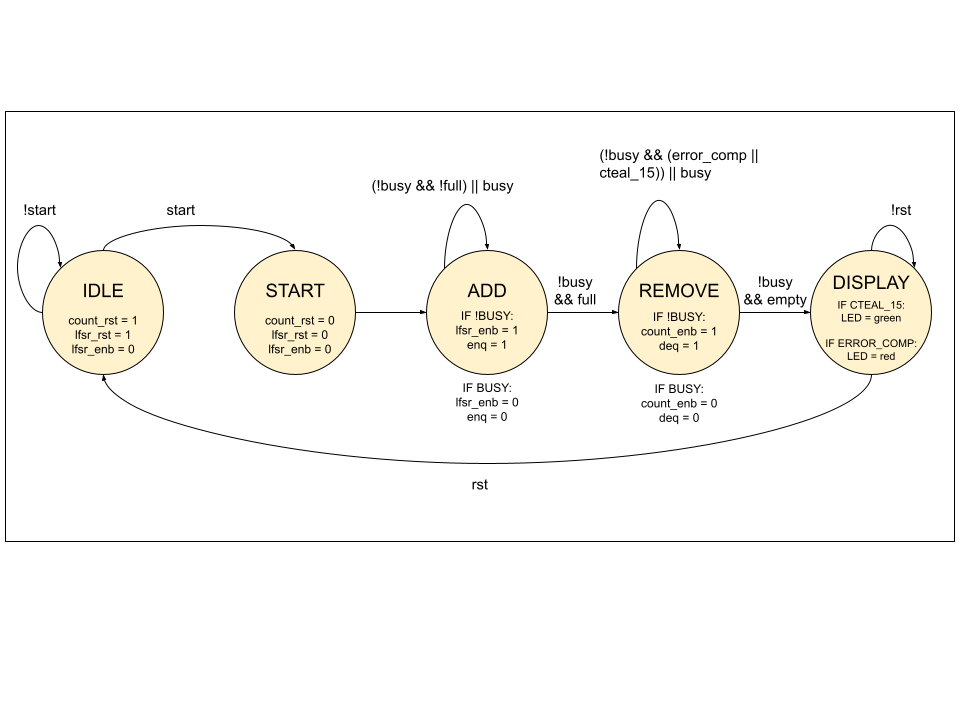 (!busy && (error_comp ||
cteal_15)) || busy
(!busy && !full) || busy
!start
start
!rst
IDLE
count_rst = 1
lfsr_rst = 1
lfsr_enb = 0
START
count_rst = 0
lfsr_rst = 0
lfsr_enb = 0
ADD
IF !BUSY:
lfsr_enb = 1
enq = 1
IF BUSY:
lfsr_enb = 0
enq = 0
!busy
&& full
REMOVE
IF !BUSY:
count_enb = 1
deq = 1
IF BUSY:
count_enb = 0
deq = 0
!busy
&& empty
DISPLAY
IF CTEAL_15:
LED = green
IF ERROR_COMP:
LED = red
rst